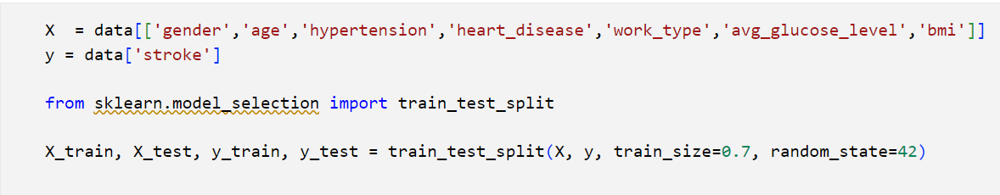 X  = data[['gender','age','hypertension','heart_disease','work_type','avg_glucose_level','bmi']]
y = data['stroke']
from sklearn.model_selection import train_test_split
X_train, X_test, y_train, y_test = train_test_split(X, y, train_size=0.7, random_state=42)